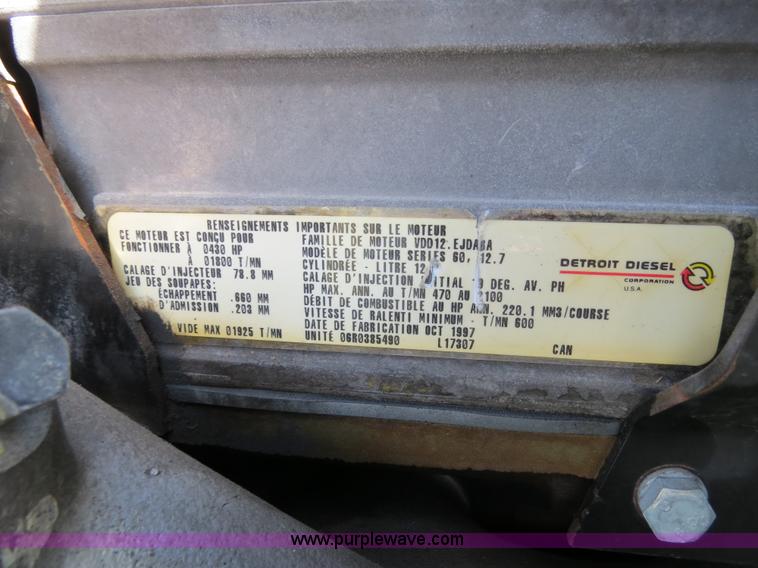 RENSEIGNEMENTS IMPORTANTS SUR LE MOTEUR
CE MOTEUR EST CONÇU POUR
FONCTIONNER À 0430 HP
À 01800 T/MN
CALAGE D'INJECTEUR 78.8 MM
JEU DES SOUPAPES:
ÉCHAPPEMENT .660 MM
D'ADMISSION .203 MM
VIDE MAX 01925 T/MN
FAMILLE DE MOTEUR VDD12.EJDABA
MODÈLE DE MOTEUR SERIES 60, 12.7
CYLINDRÉE - LITRE
CALAGE D'INJECTION DEG. AV. PH
HP MAX. ANN. AU T/MN 470 AU 2100
DÉBIT DE COMBUSTIBLE AU HP ANN. 220.1 MM3/COURSE
VITESSE DE RALENTI MINIMUM - T/MN 600
DATE DE FABRICATION OCT 1997
UNITÉ 06R0385490 L17307 CAN
DETROIT DIESEL
CORPORATION
U.S.A.
www.purplewave.com